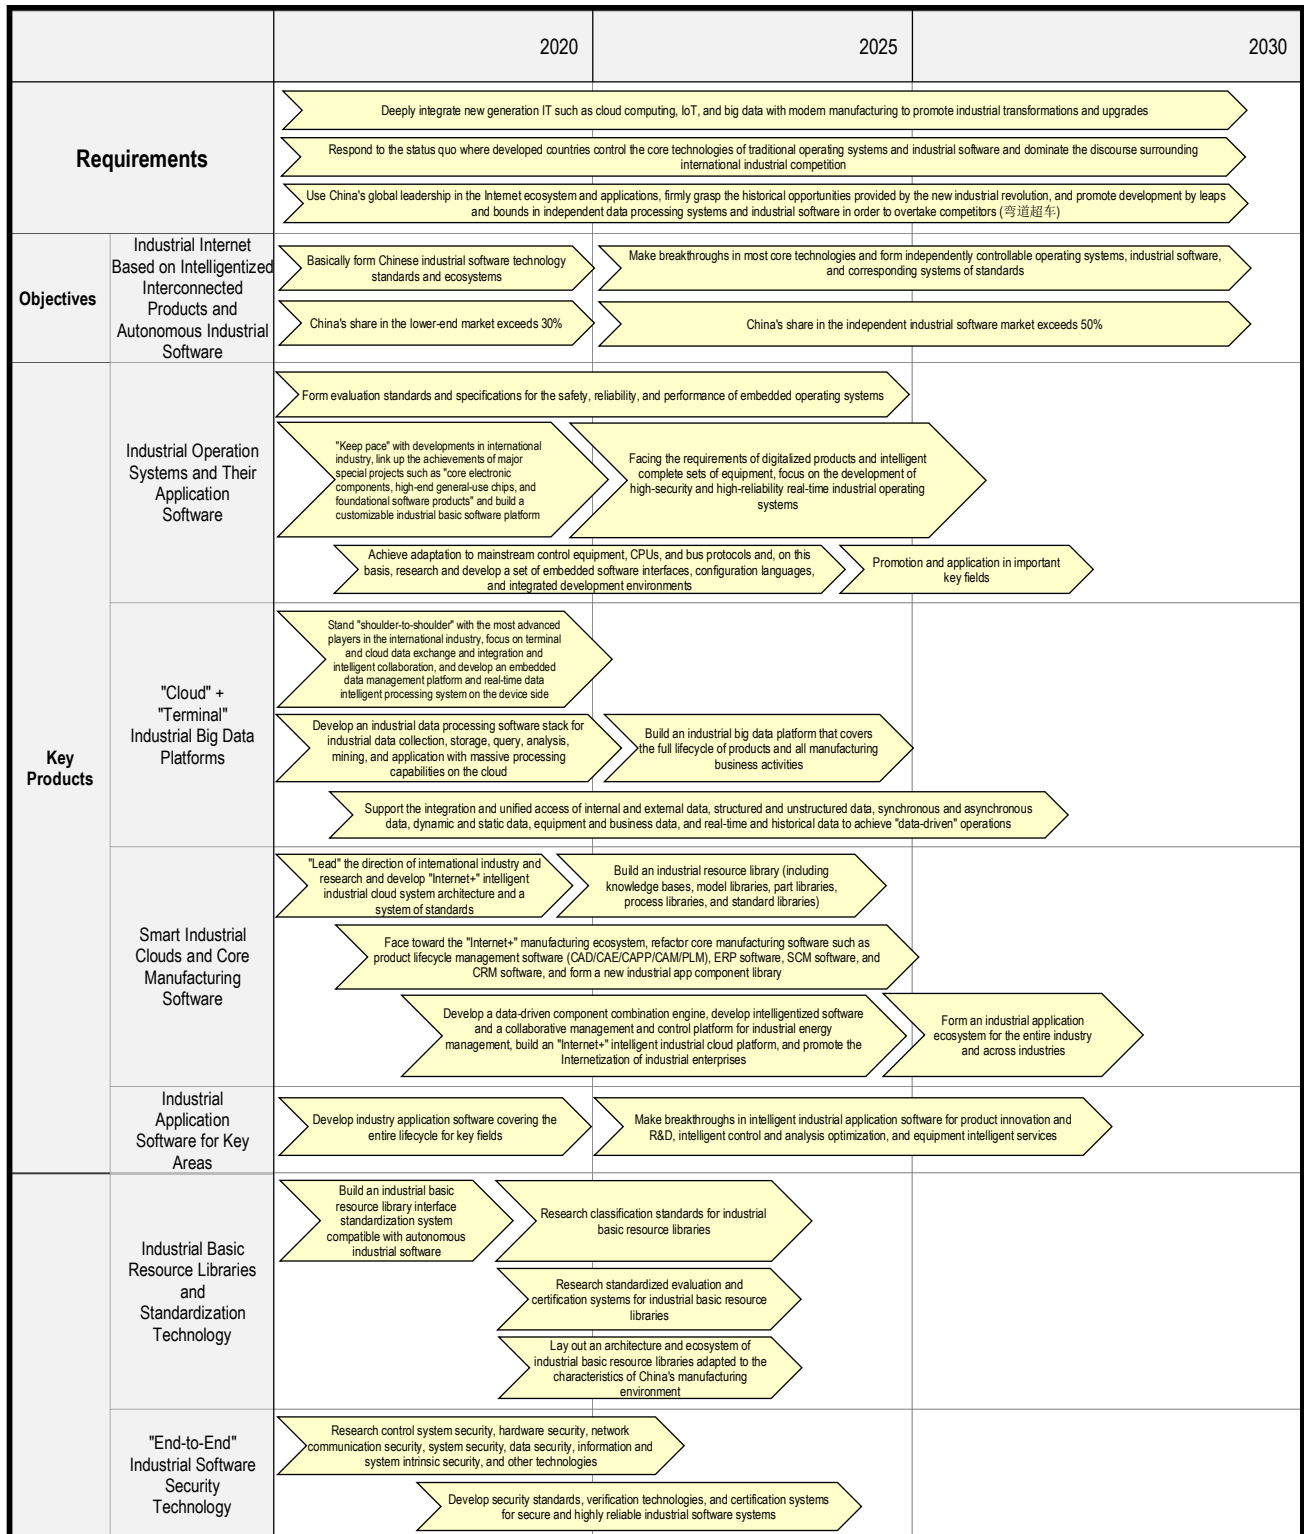 2020
2025
2030
Requirements
Deeply integrate new generation IT such as cloud computing, IoT, and big data with modern manufacturing to promote industrial transformations and upgrades
Respond to the status quo where developed countries control the core technologies of traditional operating systems and industrial software and dominate the discourse surrounding
international industrial competition
Use China's global leadership in the Internet ecosystem and applications, firmly grasp the historical opportunities provided by the new industrial revolution, and promote development by leaps
and bounds in independent data processing systems and industrial software in order to overtake competitors (弯道超车)
Objectives
Industrial Internet
Based on Intelligentized
Interconnected
Products and
Autonomous Industrial
Software
Basically form Chinese industrial software technology
standards and ecosystems
Make breakthroughs in most core technologies and form independently controllable operating systems, industrial software,
and corresponding systems of standards
China's share in the lower-end market exceeds 30%
China's share in the independent industrial software market exceeds 50%
Key
Products
Industrial Operation
Systems and Their
Application
Software
Form evaluation standards and specifications for the safety, reliability, and performance of embedded operating systems
"Keep pace" with developments in international
industry, link up the achievements of major
special projects such as "core electronic
components, high-end general-use chips, and
foundational software products" and build a
customizable industrial basic software platform
Facing the requirements of digitalized products and intelligent
complete sets of equipment, focus on the development of
high-security and high-reliability real-time industrial operating
systems
Achieve adaptation to mainstream control equipment, CPUs, and bus protocols and, on this
basis, research and develop a set of embedded software interfaces, configuration languages,
and integrated development environments
Promotion and application in important
key fields
"Cloud" +
"Terminal"
Industrial Big Data
Platforms
Stand "shoulder-to-shoulder" with the most advanced
players in the international industry, focus on terminal
and cloud data exchange and integration and
intelligent collaboration, and develop an embedded
data management platform and real-time data
intelligent processing system on the device side
Develop an industrial data processing software stack for
industrial data collection, storage, query, analysis,
mining, and application with massive processing
capabilities on the cloud
Build an industrial big data platform that covers
the full lifecycle of products and all manufacturing
business activities
Support the integration and unified access of internal and external data, structured and unstructured data, synchronous and asynchronous
data, dynamic and static data, equipment and business data, and real-time and historical data to achieve "data-driven" operations
Smart Industrial
Clouds and Core
Manufacturing
Software
"Lead" the direction of international industry and
research and develop "Internet+" intelligent
industrial cloud system architecture and a
system of standards
Build an industrial resource library (including
knowledge bases, model libraries, part libraries,
process libraries, and standard libraries)
Face toward the "Internet+" manufacturing ecosystem, refactor core manufacturing software such as
product lifecycle management software (CAD/CAE/CAPP/CAM/PLM), ERP software, SCM software, and
CRM software, and form a new industrial app component library
Develop a data-driven component combination engine, develop intelligentized software
and a collaborative management and control platform for industrial energy
management, build an "Internet+" intelligent industrial cloud platform, and promote the
Internetization of industrial enterprises
Form an industrial application
ecosystem for the entire industry
and across industries
Industrial
Application
Software for Key
Areas
Develop industry application software covering the
entire lifecycle for key fields
Make breakthroughs in intelligent industrial application software for product innovation and
R&D, intelligent control and analysis optimization, and equipment intelligent services
Industrial Basic
Resource Libraries
and
Standardization
Technology
Build an industrial basic
resource library interface
standardization system
compatible with autonomous
industrial software
Research classification standards for industrial
basic resource libraries
Research standardized evaluation and
certification systems for industrial basic resource
libraries
Lay out an architecture and ecosystem of
industrial basic resource libraries adapted to the
characteristics of China's manufacturing
environment
"End-to-End"
Industrial Software
Security
Technology
Research control system security, hardware security, network
communication security, system security, data security, information and
system intrinsic security, and other technologies
Develop security standards, verification technologies, and certification systems
for secure and highly reliable industrial software systems